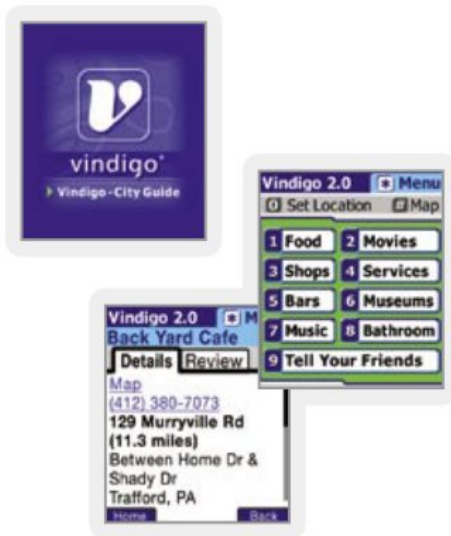 vindigo®
Vindigo-City Guide
Vindigo 2.0 * Menu
Set Location Map
1 Food 2 Movies
3 Shops 4 Services
5 Bars 6 Museums
7 Music 8 Bathroom
9 Tell Your Friends
Vindigo 2.0 * M
Back Yard Cafe
Details Review
Map
(412) 380-7073
129 Murryville Rd
(11.3 miles)
Between Home Dr &
Shady Dr
Trafford, PA
Home Back